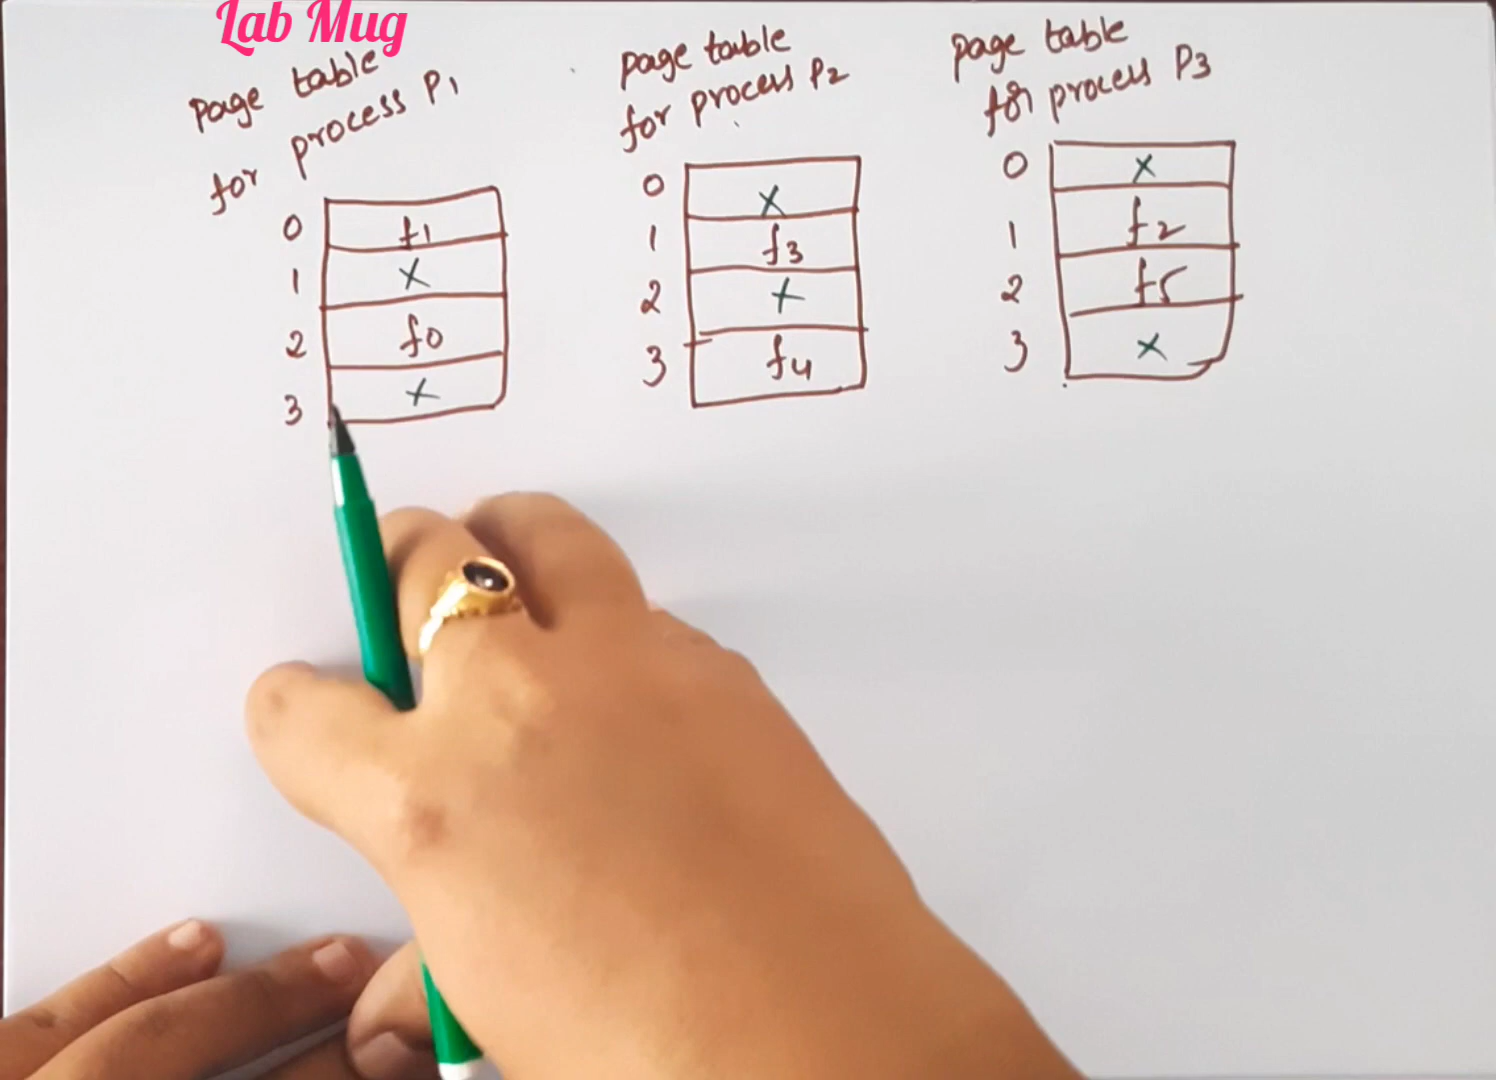 Lab Mug
page table
for process P1
0 f1
1 x
2 f0
3 x
page table
for process P2
0 x
1 f3
2 x
3 f4
page table
for process P3
0 x
1 f2
2 f5
3 x